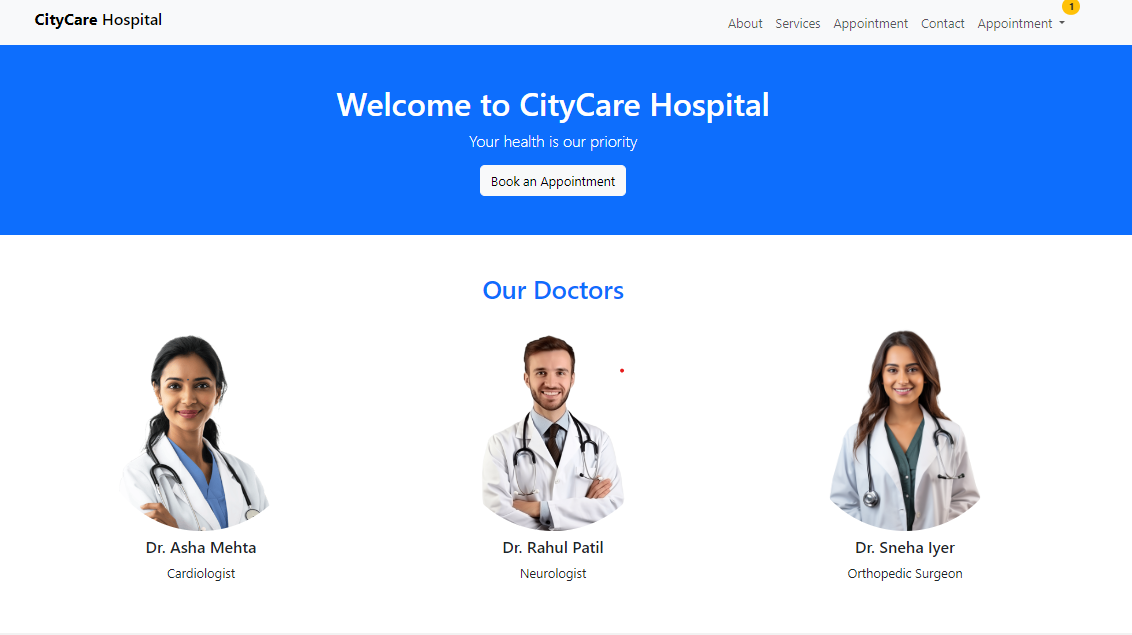 CityCare Hospital
About Services Appointment Contact Appointment 1
Welcome to CityCare Hospital
Your health is our priority
Book an Appointment
Our Doctors
Dr. Asha Mehta Dr. Rahul Patil Dr. Sneha Iyer
Cardiologist Neurologist Orthopedic Surgeon